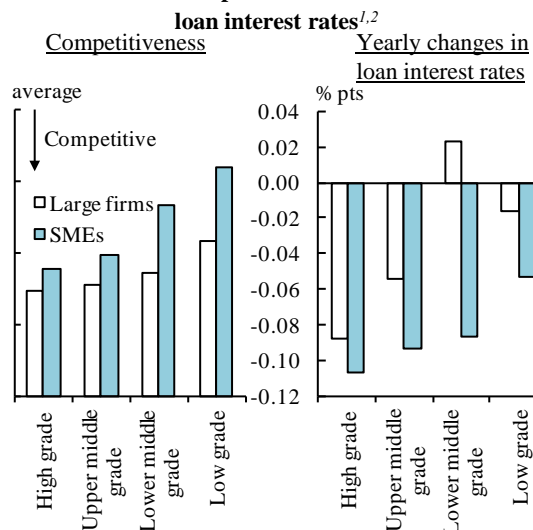 loan interest rates1,2
Competitiveness
Yearly changes in
loan interest rates
average
% pts
Competitive
Large firms
SMEs
0.04
0.02
0.00
-0.02
-0.04
-0.06
-0.08
-0.10
-0.12
High grade
Upper middle
grade
Lower middle
grade
Low grade
High grade
Upper middle
grade
Lower middle
grade
Low grade